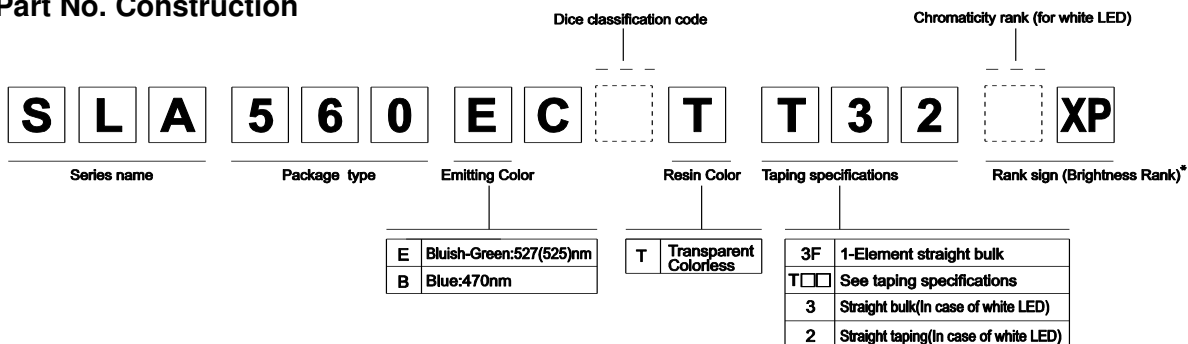 Part No. Construction
Dice classification code
Chromaticity rank (for white LED)
S L A 5 6 0 E C T T 3 2 XP
Series name
Package type
Emitting Color
Resin Color
Taping specifications
Rank sign (Brightness Rank)*
E Bluish-Green:527(525)nm
B Blue:470nm
T Transparent
Colorless
3F 1-Element straight bulk
T□□ See taping specifications
3 Straight bulk(In case of white LED)
2 Straight taping(In case of white LED)